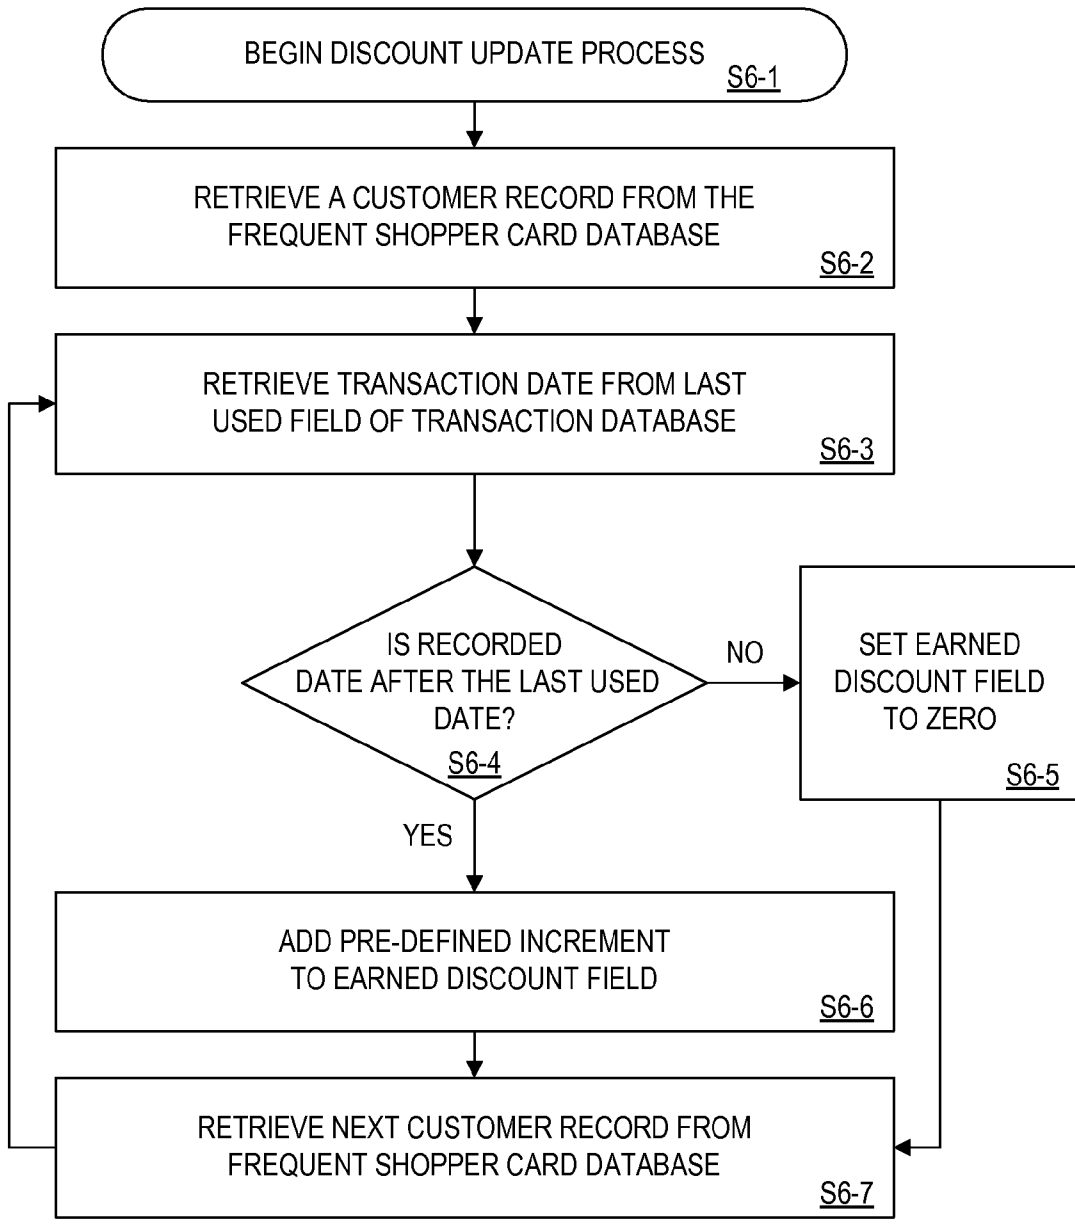 BEGIN DISCOUNT UPDATE PROCESS
S6-1
RETRIEVE A CUSTOMER RECORD FROM THE
FREQUENT SHOPPER CARD DATABASE
S6-2
RETRIEVE TRANSACTION DATE FROM LAST
USED FIELD OF TRANSACTION DATABASE
S6-3
IS RECORDED
DATE AFTER THE LAST USED
DATE?
S6-4
NO
SET EARNED
DISCOUNT FIELD
TO ZERO
S6-5
YES
ADD PRE-DEFINED INCREMENT
TO EARNED DISCOUNT FIELD
S6-6
RETRIEVE NEXT CUSTOMER RECORD FROM
FREQUENT SHOPPER CARD DATABASE
S6-7